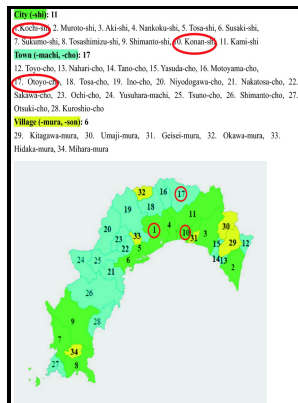 City (-shi): 11
1.Kochi-shi, 2. Muroto-shi, 3. Aki-shi, 4. Nankoku-shi, 5. Tosa-shi, 6. Susaki-shi,
7. Sukumo-shi, 8. Tosashimizu-shi, 9. Shimanto-shi, 10. Konan-shi, 11. Kami-shi
Town (-machi, -cho): 17
12. Toyo-cho, 13. Nahari-cho, 14. Tano-cho, 15. Yasuda-cho, 16. Motoyama-cho,
17. Otoyo-cho, 18. Tosa-cho, 19. Ino-cho, 20. Niyodogawa-cho, 21. Nakatosa-cho, 22.
Sakawa-cho, 23. Ochi-cho, 24. Yusuhara-machi, 25. Tsuno-cho, 26. Shimanto-cho, 27.
Otsuki-cho, 28. Kuroshio-cho
Village (-mura, -son): 6
29. Kitagawa-mura, 30. Umaji-mura, 31. Geisei-mura, 32. Okawa-mura, 33.
Hidaka-mura, 34. Mihara-mura
32 16 17
19 18
11
20 1 4 30
23 33 10 31 3 29 12
22 5 15
24 25 6 14 13
21 2
26
9 28
7
34
27 8